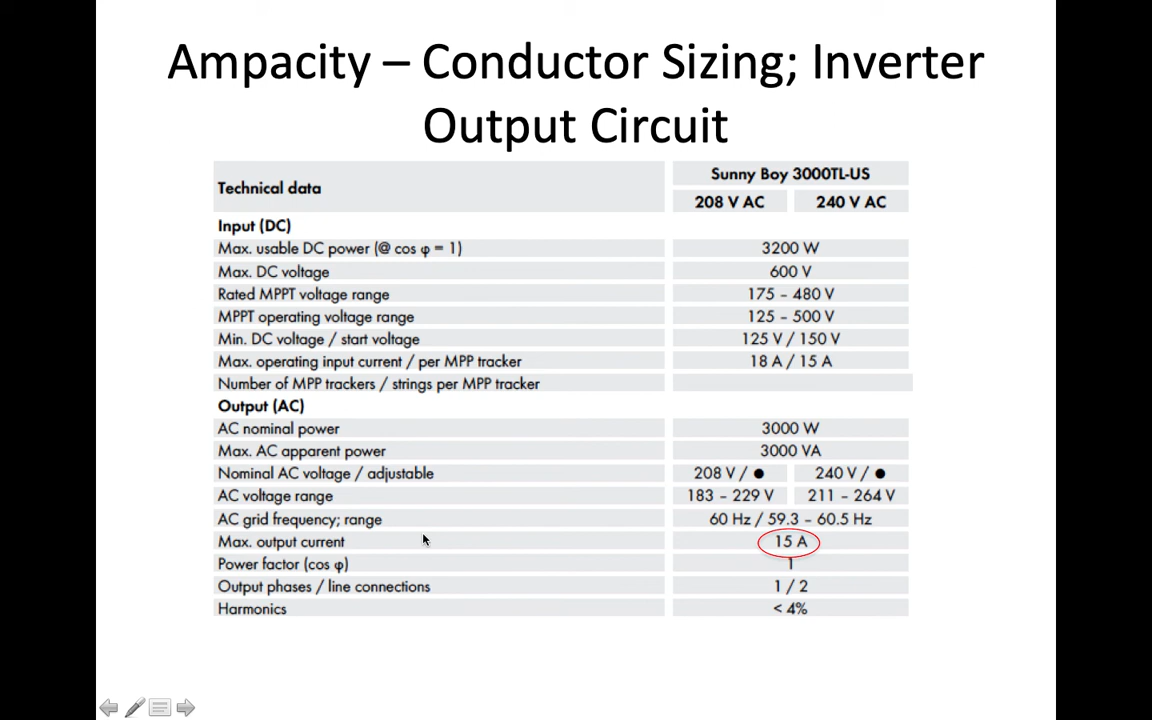 Ampacity – Conductor Sizing; Inverter
Output Circuit
Technical data
Sunny Boy 3000TL-US
208 V AC 240 V AC
Input (DC)
Max. usable DC power (@ cos φ = 1) 3200 W
Max. DC voltage 600 V
Rated MPPT voltage range 175 – 480 V
MPPT operating voltage range 125 – 500 V
Min. DC voltage / start voltage 125 V / 150 V
Max. operating input current / per MPP tracker 18 A / 15 A
Number of MPP trackers / strings per MPP tracker
Output (AC)
AC nominal power 3000 W
Max. AC apparent power 3000 VA
Nominal AC voltage / adjustable 208 V / ● 240 V / ●
AC voltage range 183 – 229 V 211 – 264 V
AC grid frequency; range 60 Hz / 59.3 – 60.5 Hz
Max. output current 15 A
Power factor (cos φ) 1
Output phases / line connections 1 / 2
Harmonics < 4%